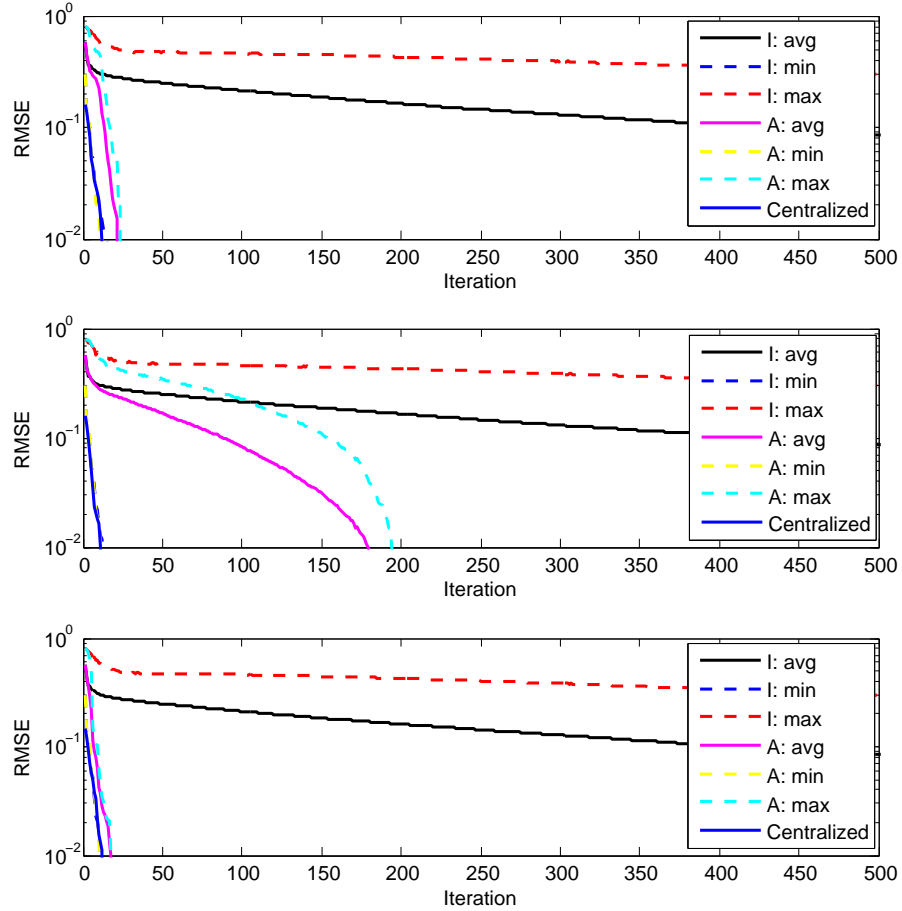 10^0
10^-1
10^-2
RMSE
0 50 100 150 200 250 300 350 400 450 500
Iteration
I: avg
I: min
I: max
A: avg
A: min
A: max
Centralized
10^0
10^-1
10^-2
RMSE
0 50 100 150 200 250 300 350 400 450 500
Iteration
I: avg
I: min
I: max
A: avg
A: min
A: max
Centralized
10^0
10^-1
10^-2
RMSE
0 50 100 150 200 250 300 350 400 450 500
Iteration
I: avg
I: min
I: max
A: avg
A: min
A: max
Centralized